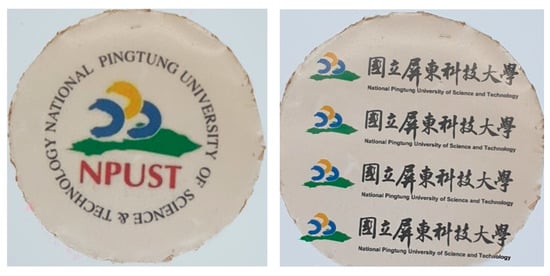 NATIONAL PINGTUNG UNIVERSITY OF SCIENCE & TECHNOLOGY
NPUST
國立屏東科技大學
National Pingtung University of Science and Technology
國立屏東科技大學
National Pingtung University of Science and Technology
國立屏東科技大學
National Pingtung University of Science and Technology
國立屏東科技大學
National Pingtung University of Science and Technology